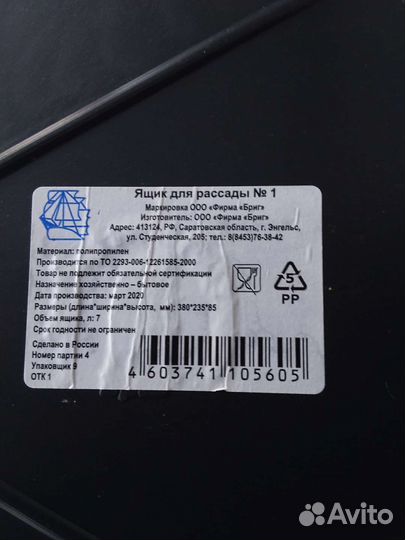 Ящик для рассады № 1
Маркировка ООО «Фирма «Бриг»
Изготовитель: ООО «Фирма «Бриг»
Адрес: 413124, РФ, Саратовская область, г. Энгельс,
ул. Студенческая, 205; тел.: 8(8453)76-38-42
Материал: полипропилен
Производится по ТО 2293-006-12261585-2000
Товар не подлежит обязательной сертификации
Назначение хозяйственно – бытовое
Дата производства: март 2020
Размеры (длина*ширина*высота, мм): 380*235*85
Объем ящика, л: 7
Срок годности не ограничен
Сделано в России
Номер партии 4
Упаковщик 9
ОТК 1
5
PP
4 603741 105605
Avito